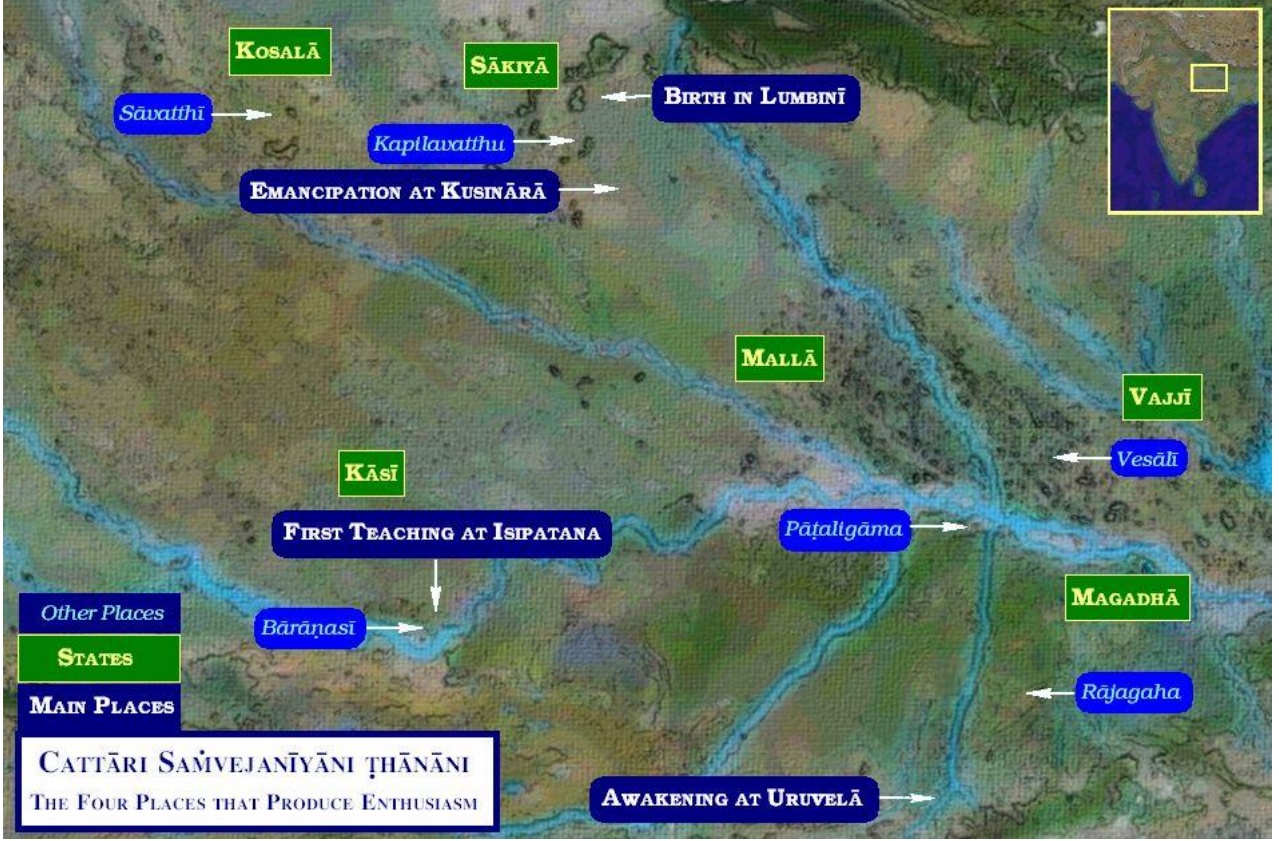 Kosalā
Sākiyā
Birth in Lumbinī
Sāvatthī
Kapilavatthu
Emancipation at Kusinārā
Mallā
Vajjī
Vesālī
Kāsī
First Teaching at Isipatana
Pāṭaligāma
Magadhā
Bārāṇasī
Rājagaha
Awakening at Uruvelā
Other Places
States
Main Places
Cattāri Saṁvejanīyāni ṭhānāni
The Four Places that Produce Enthusiasm